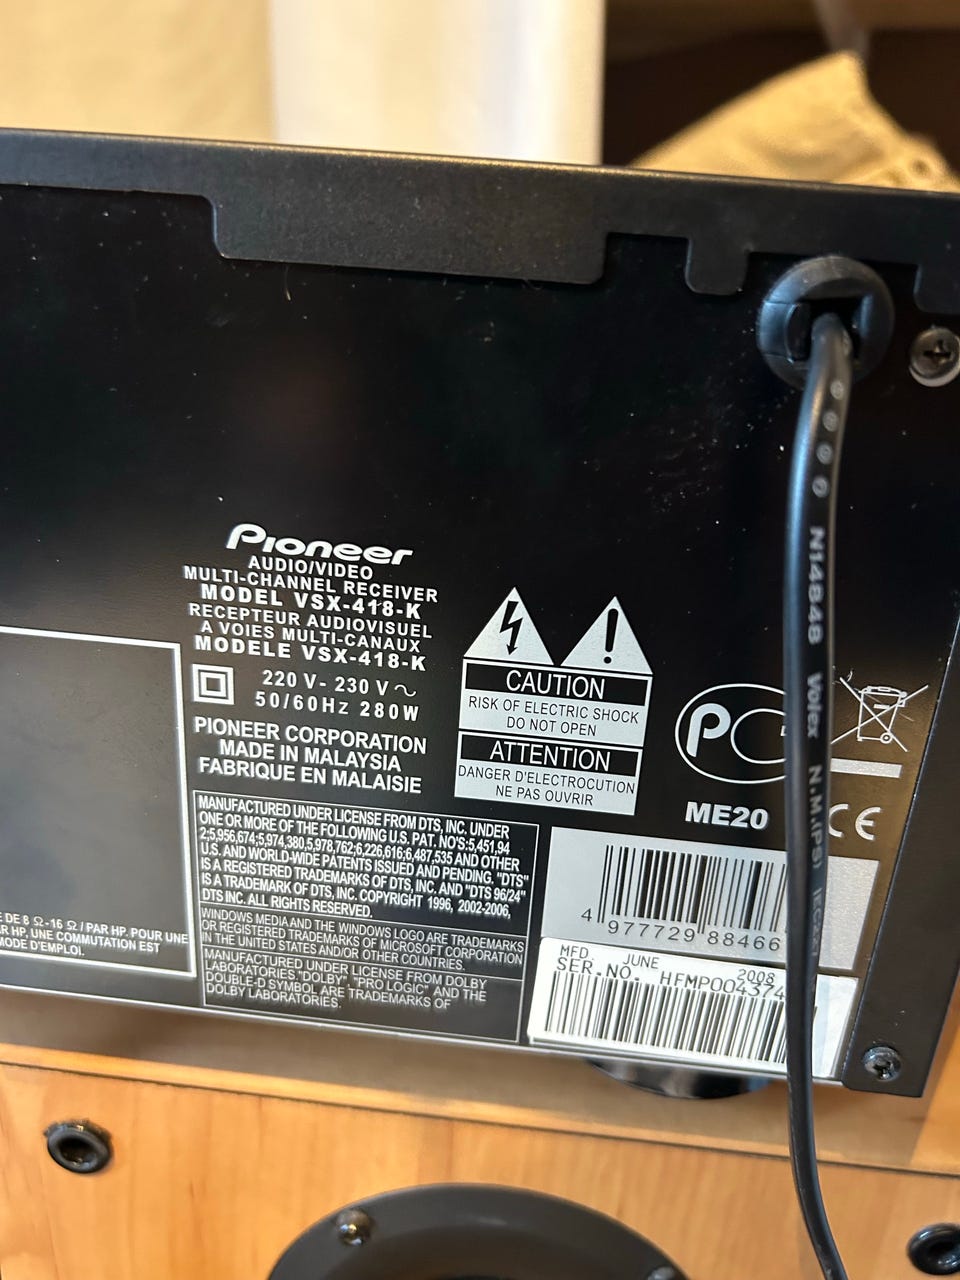 Pioneer
AUDIO/VIDEO
MULTI-CHANNEL RECEIVER
MODEL VSX-418-K
RECEPTEUR AUDIOVISUEL
A VOIES MULTI-CANAUX
MODELE VSX-418-K
220 V- 230 V ~
50/60Hz 280W
PIONEER CORPORATION
MADE IN MALAYSIA
FABRIQUE EN MALAISIE
CAUTION
RISK OF ELECTRIC SHOCK
DO NOT OPEN
ATTENTION
DANGER D'ELECTROCUTION
NE PAS OUVRIR
ME20
CE
MANUFACTURED UNDER LICENSE FROM DTS, INC. UNDER
ONE OR MORE OF THE FOLLOWING U.S. PAT. NO'S:5,451,94
2;5,956,674;5,974,380;5,978,762;6,226,616;6,487,535 AND OTHER
U.S. AND WORLD-WIDE PATENTS ISSUED AND PENDING. "DTS"
IS A REGISTERED TRADEMARKS OF DTS, INC. AND "DTS 96/24"
IS A TRADEMARK OF DTS, INC. COPYRIGHT 1996, 2002-2006,
DTS INC. ALL RIGHTS RESERVED.
WINDOWS MEDIA AND THE WINDOWS LOGO ARE TRADEMARKS
OR REGISTERED TRADEMARKS OF MICROSOFT CORPORATION
IN THE UNITED STATES AND/OR OTHER COUNTRIES.
MANUFACTURED UNDER LICENSE FROM DOLBY
LABORATORIES."DOLBY", "PRO LOGIC" AND THE
DOUBLE-D SYMBOL ARE TRADEMARKS OF
DOLBY LABORATORIES.
DE 8 Ω-16 Ω / PAR HP. POUR UNE
HP, UNE COMMUTATION EST
MODE D'EMPLOI.
4 977729 88466
MFD. JUNE 2008
SER.NO. HFMP004374
N14848 Volex N.M.(PS)